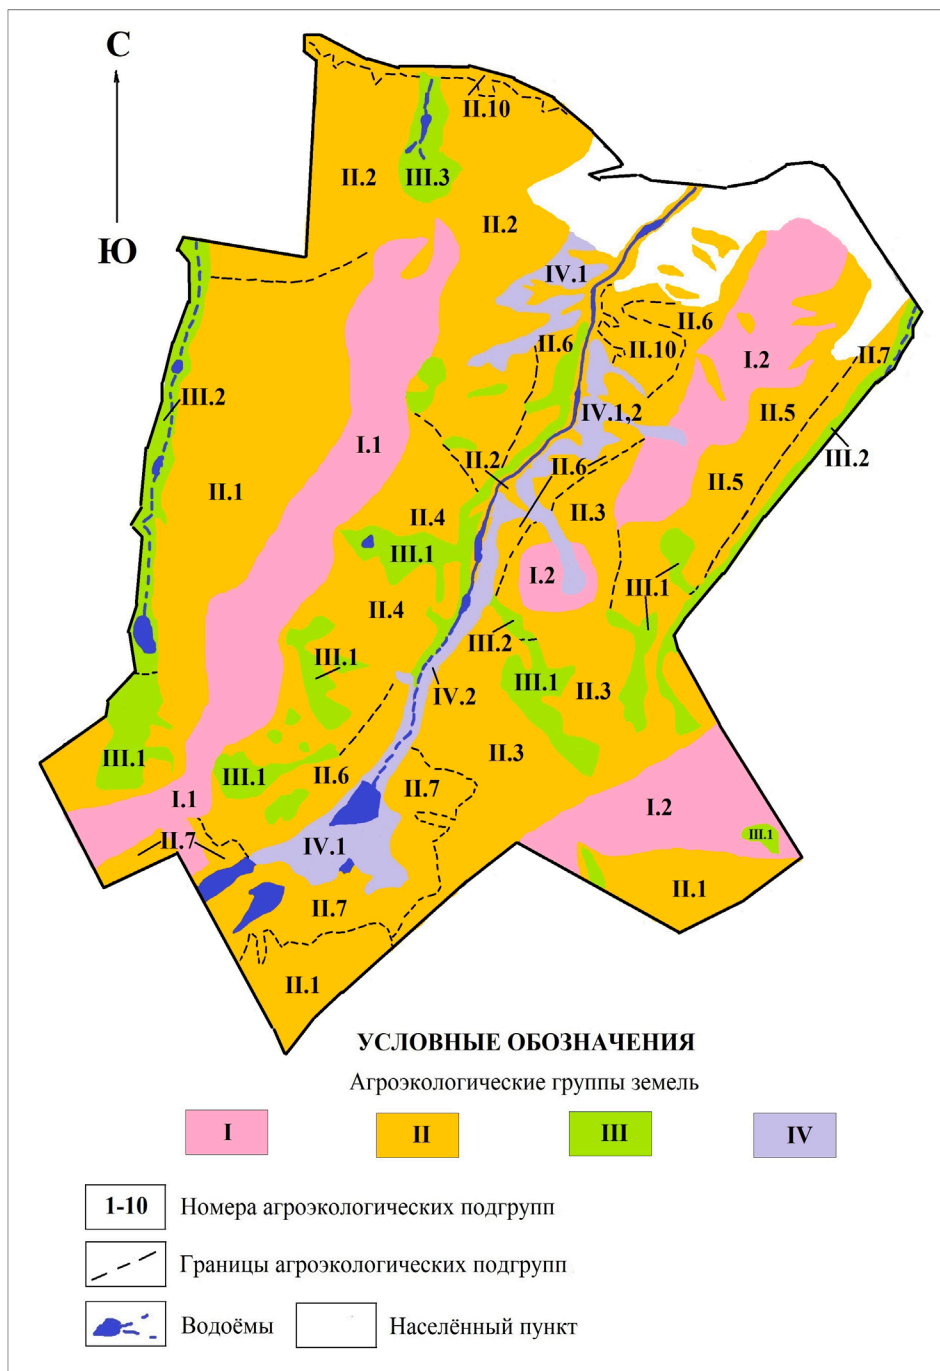 С
Ю
II.10
II.2
III.3
II.2
IV.1
II.6
II.6
II.10
I.2
II.7
III.2
IV.1,2
II.5
I.1
II.2
II.6
III.2
II.1
II.5
II.4
II.3
III.1
I.2
III.1
II.4
III.2
III.1
III.1
II.3
IV.2
II.3
III.1
III.1
II.6
II.7
I.1
I.2
III.1
II.7
IV.1
II.7
II.1
II.1
УСЛОВНЫЕ ОБОЗНАЧЕНИЯ
Агроэкологические группы земель
I II III IV
1-10 Номера агроэкологических подгрупп
Границы агроэкологических подгрупп
Водоёмы Населённый пункт